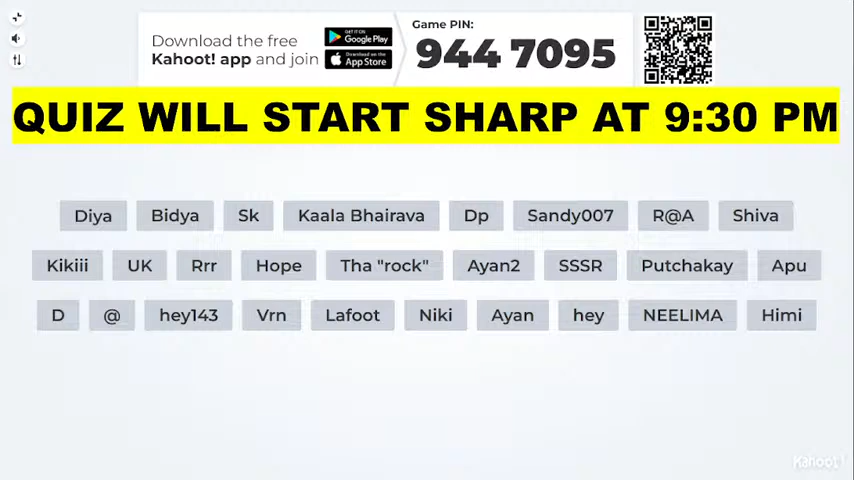 Game PIN:
Download the free
Kahoot! app and join
GET IT ON
Google Play
Download on the
App Store
944 7095
QUIZ WILL START SHARP AT 9:30 PM
Diya Bidya Sk Kaala Bhairava Dp Sandy007 R@A Shiva
Kikiii UK Rrr Hope Tha "rock" Ayan2 SSSR Putchakay Apu
D @ hey143 Vrn Lafoot Niki Ayan hey NEELIMA Himi
Kahoot!